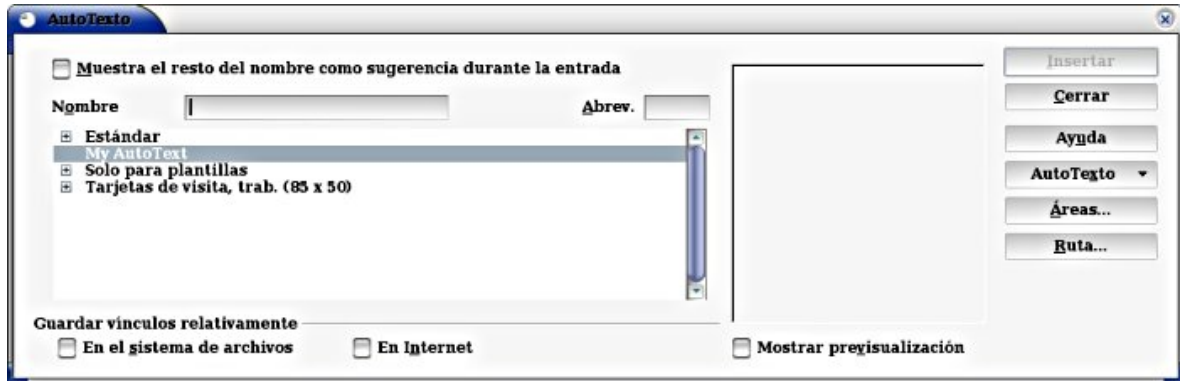 AutoTexto
Muestra el resto del nombre como sugerencia durante la entrada
Nombre
Abrev.
Estándar
My AutoText
Solo para plantillas
Tarjetas de visita, trab. (85 x 50)
Guardar vínculos relativamente
En el sistema de archivos
En Internet
Mostrar previsualización
Insertar
Cerrar
Ayuda
AutoTexto
Áreas...
Ruta...